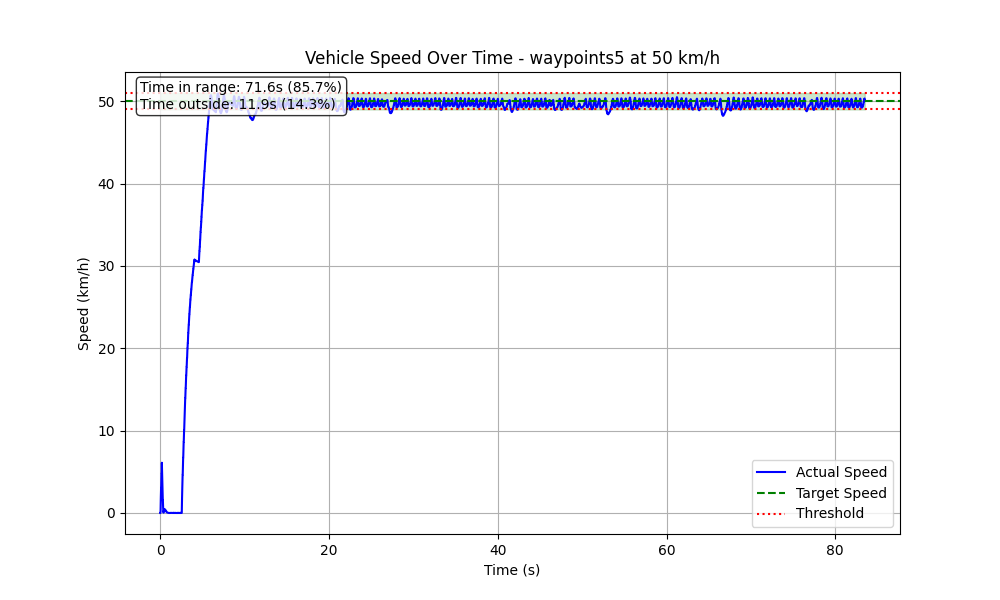 Vehicle Speed Over Time - waypoints5 at 50 km/h
Time in range: 71.6s (85.7%)
Time outside: 11.9s (14.3%)
50
40
30
20
10
0
Speed (km/h)
Actual Speed
Target Speed
Threshold
0
20
40
60
80
Time (s)